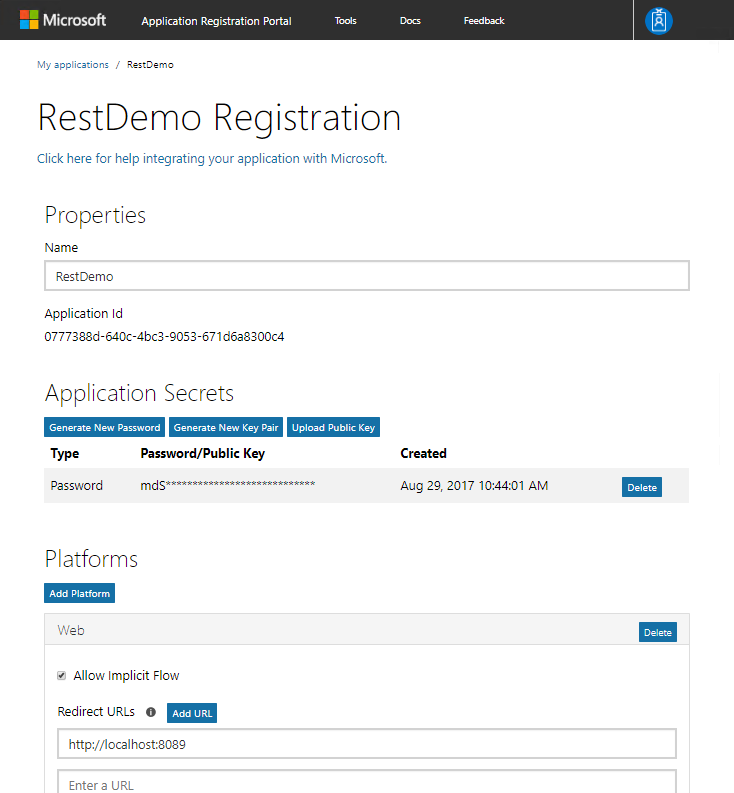 Microsoft Application Registration Portal Tools Docs Feedback
My applications / RestDemo
RestDemo Registration
Click here for help integrating your application with Microsoft.
Properties
Name
RestDemo
Application Id
0777388d-640c-4bc3-9053-671d6a8300c4
Application Secrets
Generate New Password Generate New Key Pair Upload Public Key
Type Password/Public Key Created
Password mdS**************************** Aug 29, 2017 10:44:01 AM Delete
Platforms
Add Platform
Web Delete
Allow Implicit Flow
Redirect URLs Add URL
http://localhost:8089
Enter a URL